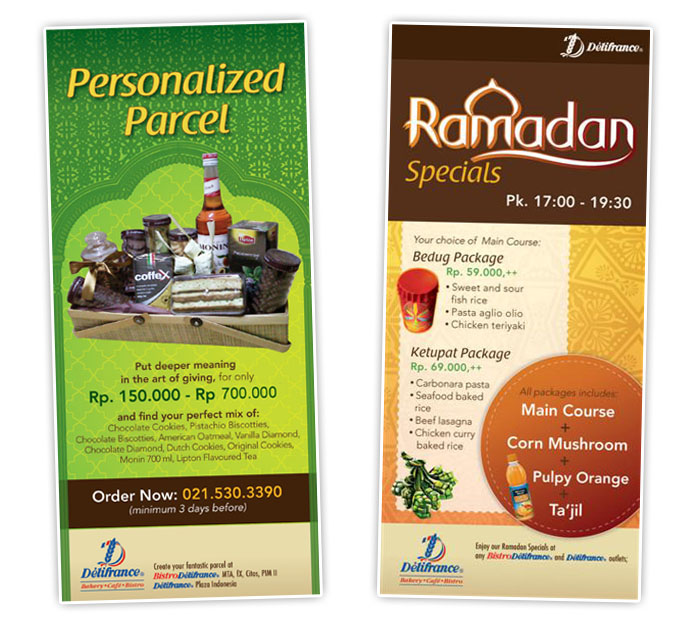 Personalized
Parcel
MONIN
Lipton
coffeX
Put deeper meaning
in the art of giving, for only
Rp. 150.000 - Rp 700.000
and find your perfect mix of:
Chocolate Cookies, Pistachio Biscotties,
Chocolate Biscotties, American Oatmeal, Vanilla Diamond,
Chocolate Diamond, Dutch Cookies, Original Cookies,
Monin 700 ml, Lipton Flavoured Tea
Order Now: 021.530.3390
(minimum 3 days before)
Délifrance®
Bakery • Café • Bistro
Create your fantastic parcel at
BistroDélifrance® MTA, fX, Citos, PIM II
Délifrance® Plaza Indonesia
Délifrance®
Ramadan
Specials
Pk. 17:00 - 19:30
Your choice of Main Course:
Bedug Package
Rp. 59.000,++
• Sweet and sour
fish rice
• Pasta aglio olio
• Chicken teriyaki
Ketupat Package
Rp. 69.000,++
• Carbonara pasta
• Seafood baked
rice
• Beef lasagna
• Chicken curry
baked rice
All packages includes:
Main Course
+
Corn Mushroom
+
Pulpy Orange
+
Ta'jil
Délifrance®
Bakery • Café • Bistro
Enjoy our Ramadan Specials at
any BistroDélifrance® and Délifrance® outlets;